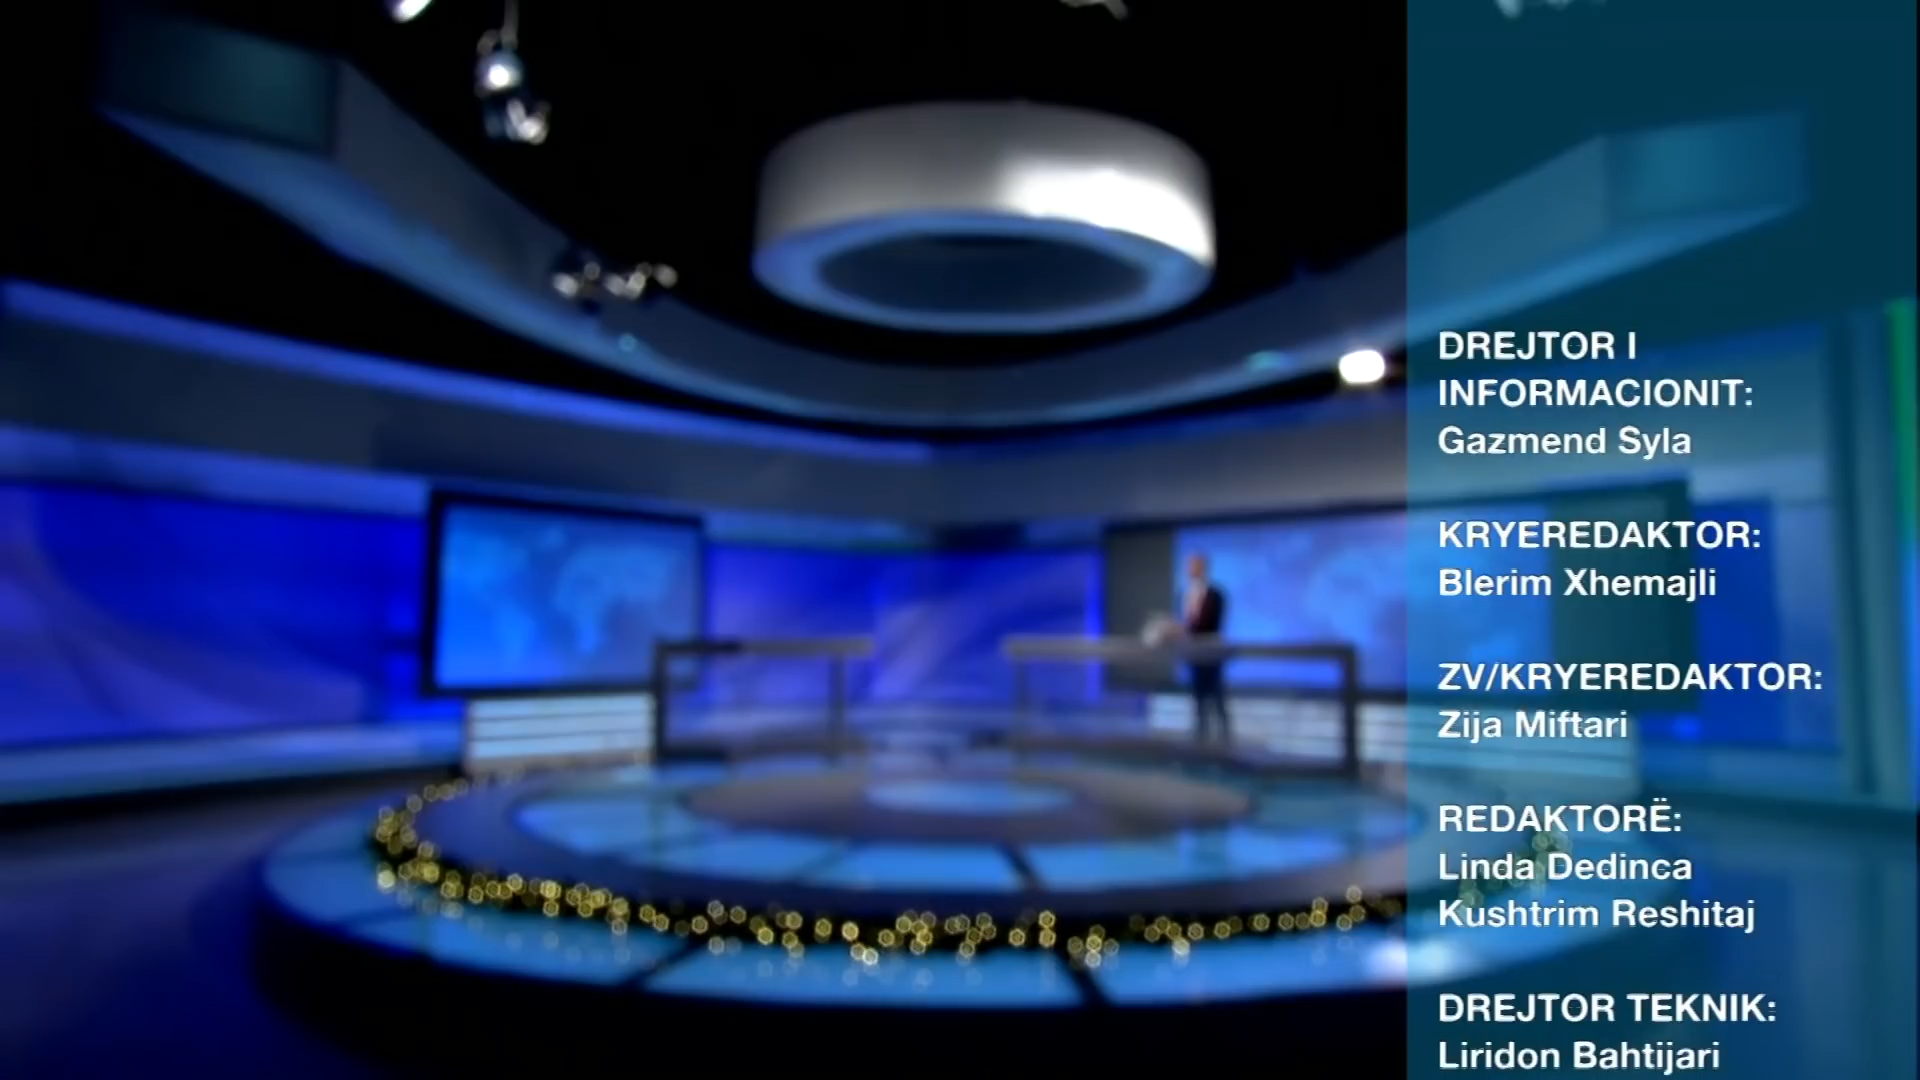 DREJTOR I
INFORMACIONIT:
Gazmend Syla
KRYEREDAKTOR:
Blerim Xhemajli
ZV/KRYEREDAKTOR:
Zija Miftari
REDAKTORË:
Linda Dedinca
Kushtrim Reshitaj
DREJTOR TEKNIK:
Liridon Bahtijari